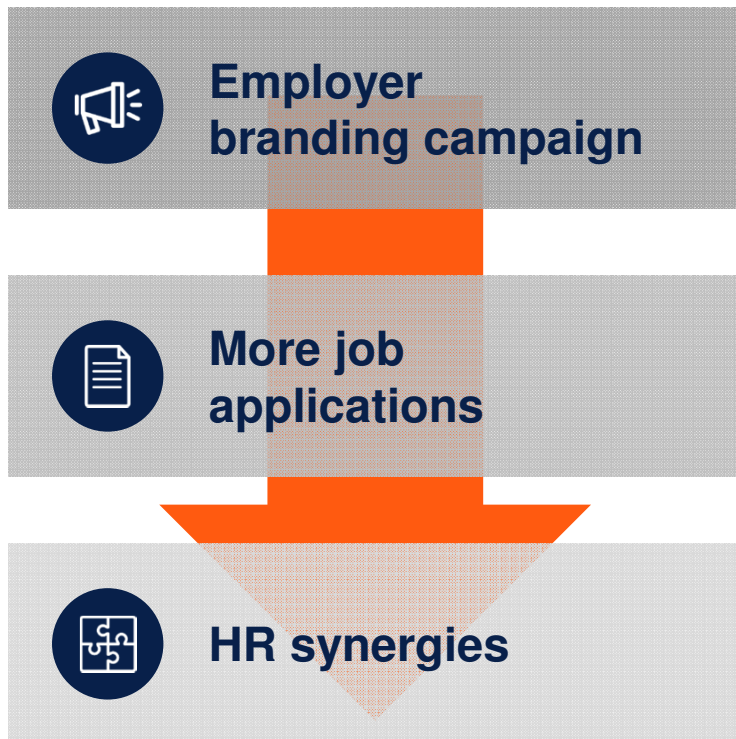 Employer
branding campaign
More job
applications
HR synergies